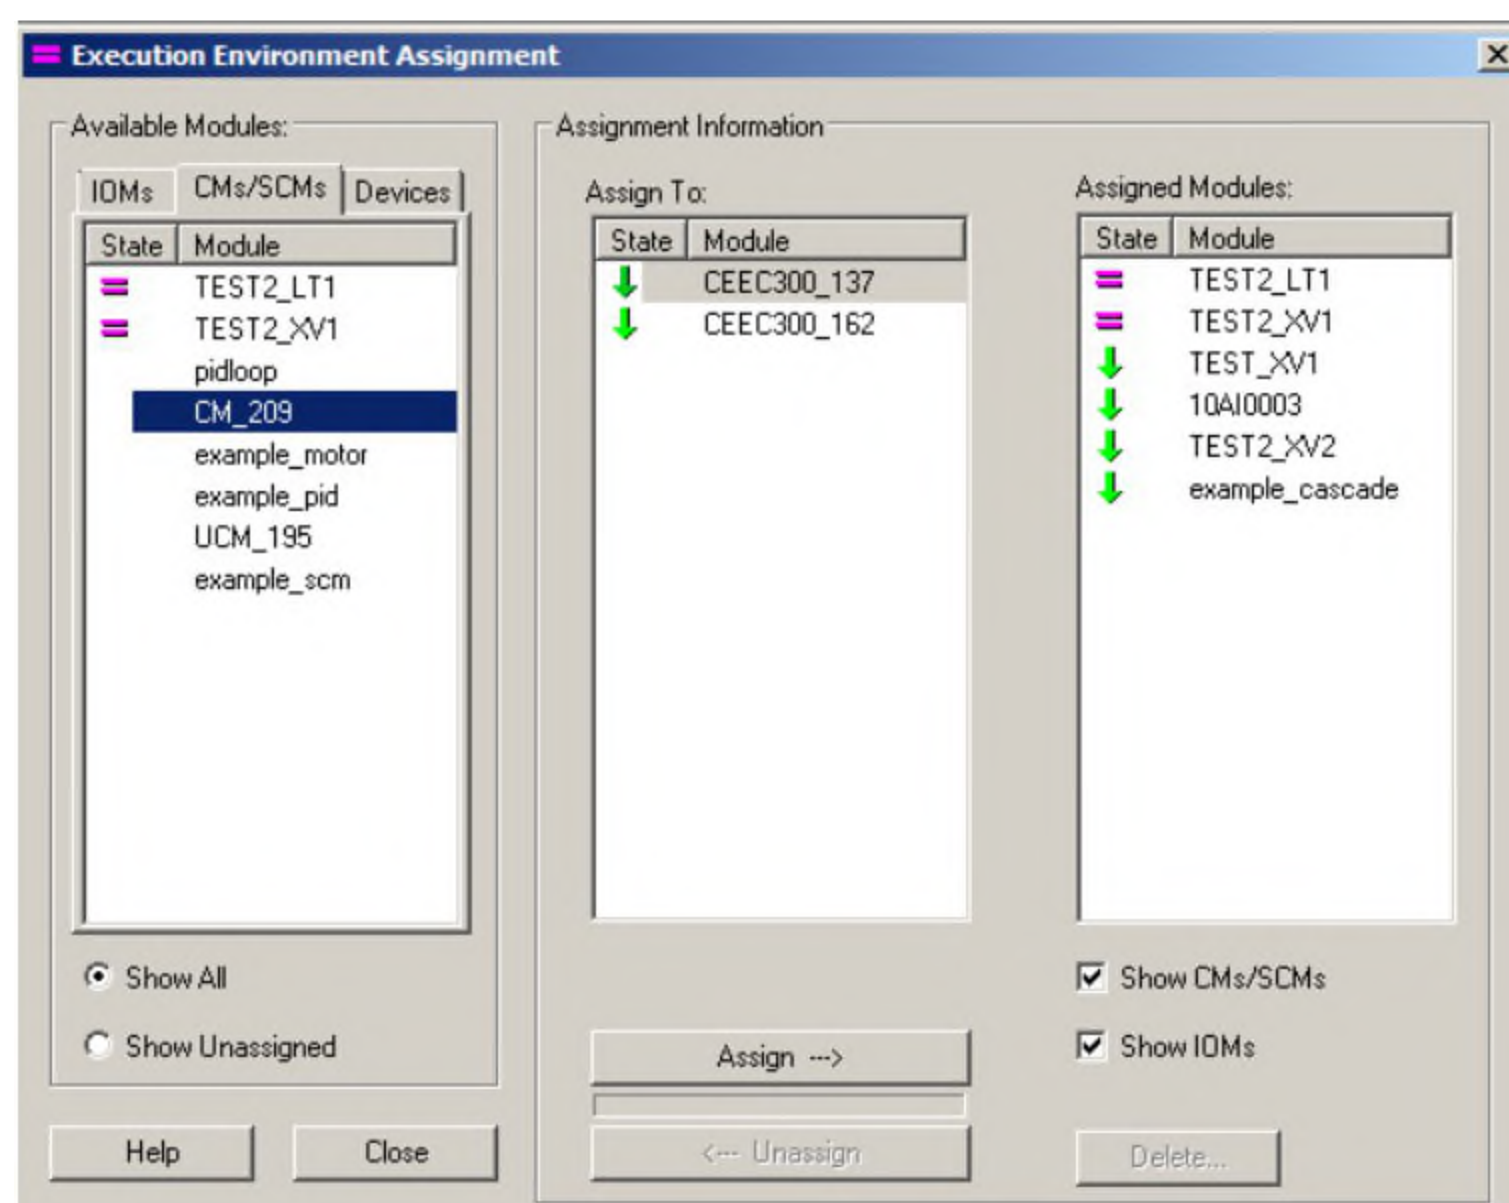 Execution Environment Assignment
Available Modules:
IOMs CMs/SCMs Devices
State Module
TEST2_LT1
TEST2_XV1
pidloop
CM_209
example_motor
example_pid
UCM_195
example_scm
Show All
Show Unassigned
Help Close
Assignment Information
Assign To:
State Module
CEEC300_137
CEEC300_162
Assign --->
<--- Unassign
Assigned Modules:
State Module
TEST2_LT1
TEST2_XV1
TEST_XV1
10AI0003
TEST2_XV2
example_cascade
Show CMs/SCMs
Show IOMs
Delete...